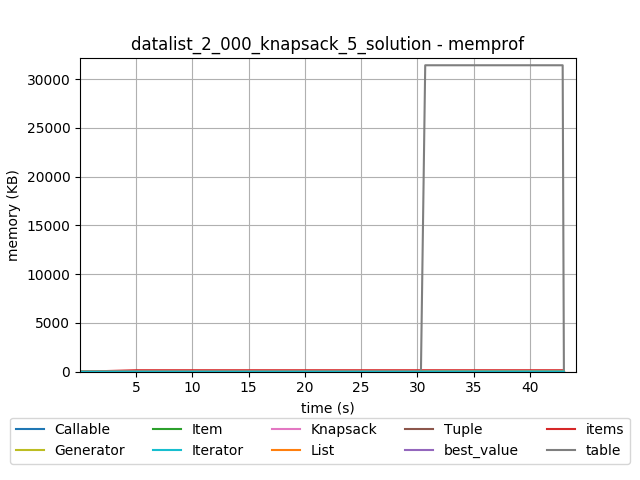 datalist_2_000_knapsack_5_solution - memprof
memory (KB)
30000
25000
20000
15000
10000
5000
0
5 10 15 20 25 30 35 40
time (s)
Callable Item Knapsack Tuple items
Generator Iterator List best_value table